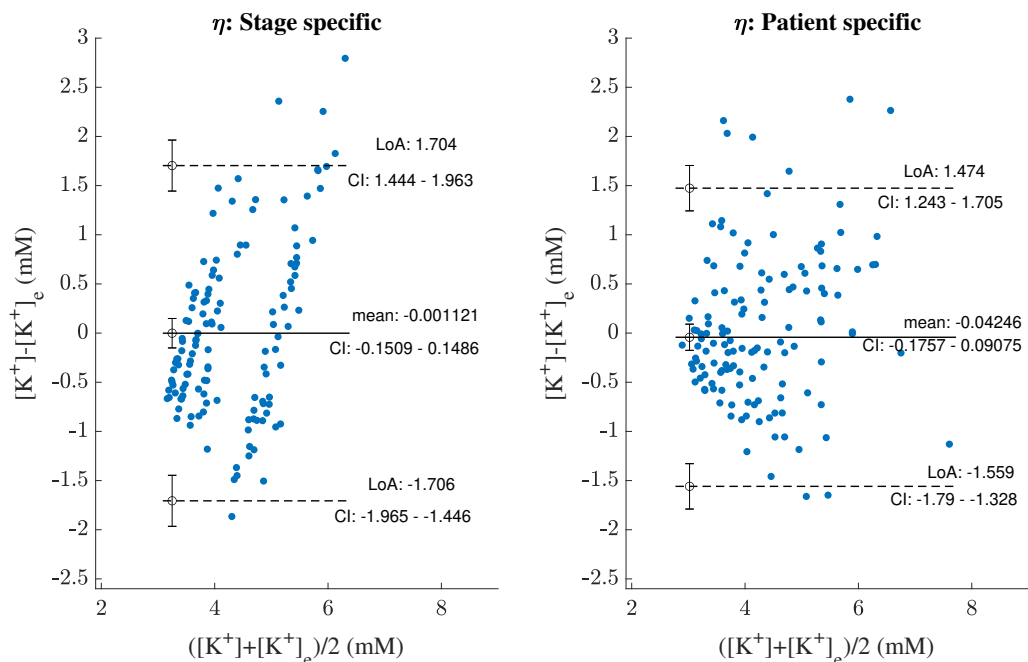 η: Stage specific
3
2.5
2
1.5
1
0.5
0
-0.5
-1
-1.5
-2
-2.5
[K+]-[K+]e (mM)
LoA: 1.704
CI: 1.444 - 1.963
mean: -0.001121
CI: -0.1509 - 0.1486
LoA: -1.706
CI: -1.965 - -1.446
2 4 6 8
([K+]+[K+]e)/2 (mM)
η: Patient specific
3
2.5
2
1.5
1
0.5
0
-0.5
-1
-1.5
-2
-2.5
[K+]-[K+]e (mM)
LoA: 1.474
CI: 1.243 - 1.705
mean: -0.04246
CI: -0.1757 - 0.09075
LoA: -1.559
CI: -1.79 - -1.328
2 4 6 8
([K+]+[K+]e)/2 (mM)